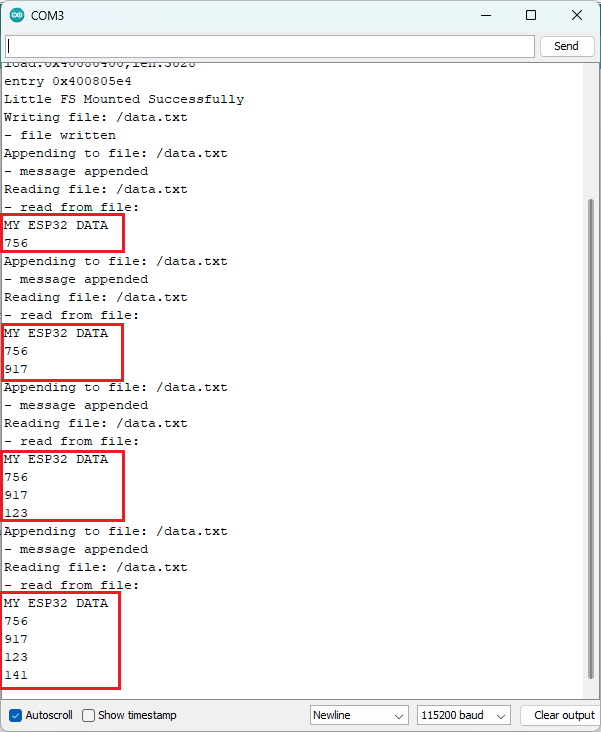 COM3
Send
load:0x40080400,len:3028
entry 0x400805e4
Little FS Mounted Successfully
Writing file: /data.txt
- file written
Appending to file: /data.txt
- message appended
Reading file: /data.txt
- read from file:
MY ESP32 DATA
756
Appending to file: /data.txt
- message appended
Reading file: /data.txt
- read from file:
MY ESP32 DATA
756
917
Appending to file: /data.txt
- message appended
Reading file: /data.txt
- read from file:
MY ESP32 DATA
756
917
123
Appending to file: /data.txt
- message appended
Reading file: /data.txt
- read from file:
MY ESP32 DATA
756
917
123
141
Autoscroll Show timestamp Newline 115200 baud Clear output